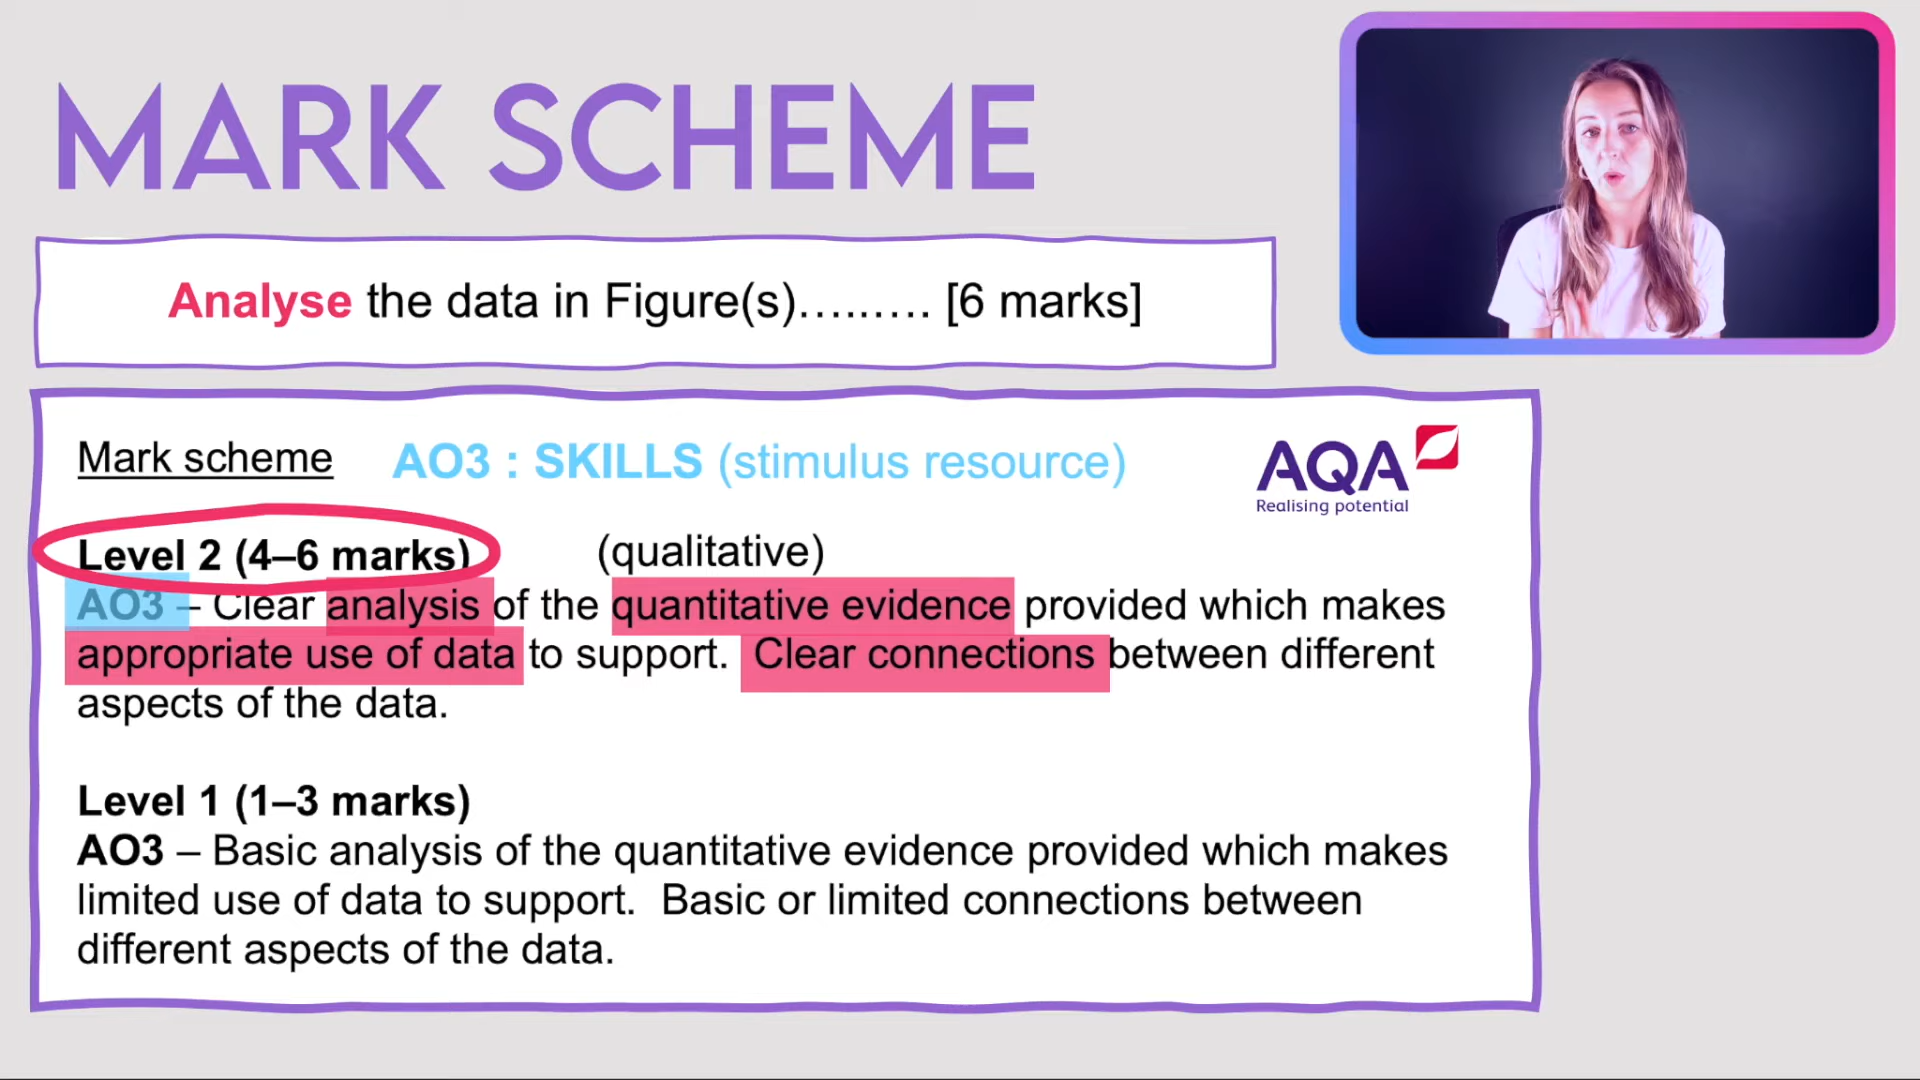 MARK SCHEME
Analyse the data in Figure(s)…..…. [6 marks]
Mark scheme AO3 : SKILLS (stimulus resource)
AQA
Realising potential
Level 2 (4–6 marks) (qualitative)
AO3 – Clear analysis of the quantitative evidence provided which makes
appropriate use of data to support. Clear connections between different
aspects of the data.
Level 1 (1–3 marks)
AO3 – Basic analysis of the quantitative evidence provided which makes
limited use of data to support. Basic or limited connections between
different aspects of the data.